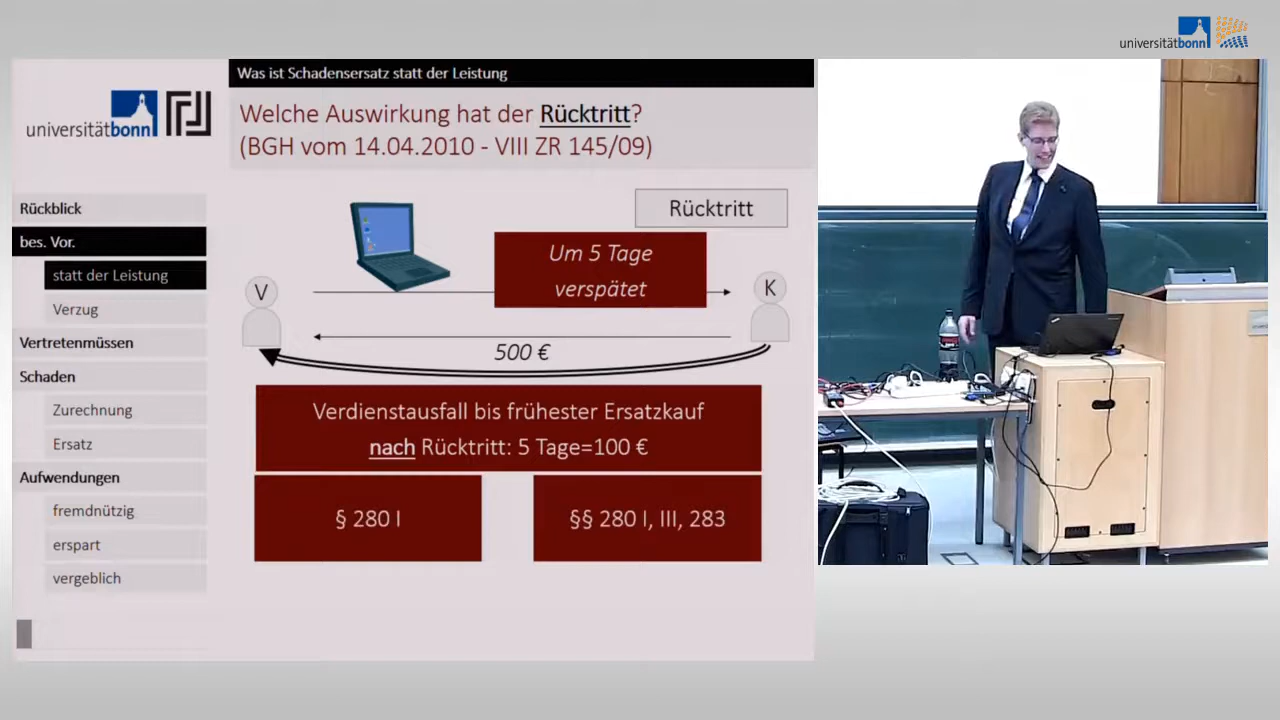 universitätbonn
Was ist Schadensersatz statt der Leistung
universitätbonn
Welche Auswirkung hat der Rücktritt?
(BGH vom 14.04.2010 - VIII ZR 145/09)
Rückblick
bes. Vor.
statt der Leistung
Verzug
Vertretenmüssen
Schaden
Zurechnung
Ersatz
Aufwendungen
fremdnützig
erspart
vergeblich
Rücktritt
Um 5 Tage
verspätet
V
K
500 €
Verdienstausfall bis frühester Ersatzkauf
nach Rücktritt: 5 Tage=100 €
§ 280 I
§§ 280 I, III, 283